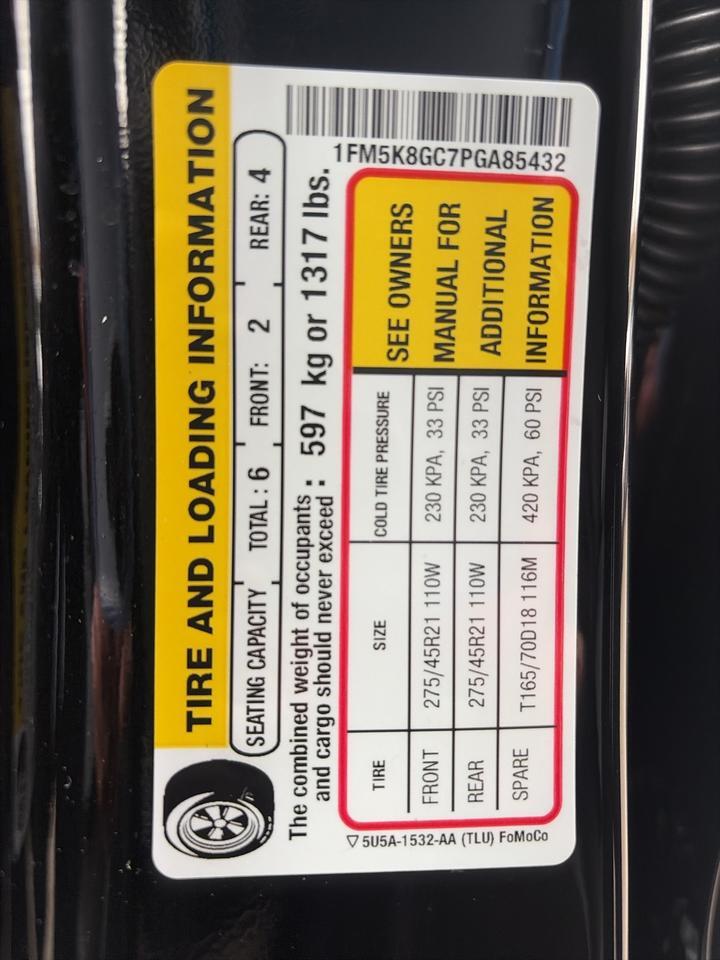 TIRE AND LOADING INFORMATION
SEATING CAPACITY TOTAL : 6 FRONT: 2 REAR: 4
The combined weight of occupants
and cargo should never exceed : 597 kg or 1317 lbs.
TIRE SIZE COLD TIRE PRESSURE
FRONT 275/45R21 110W 230 KPA, 33 PSI
REAR 275/45R21 110W 230 KPA, 33 PSI
SPARE T165/70D18 116M 420 KPA, 60 PSI
SEE OWNERS
MANUAL FOR
ADDITIONAL
INFORMATION
5U5A-1532-AA (TLU) FoMoCo
1FM5K8GC7PGA85432